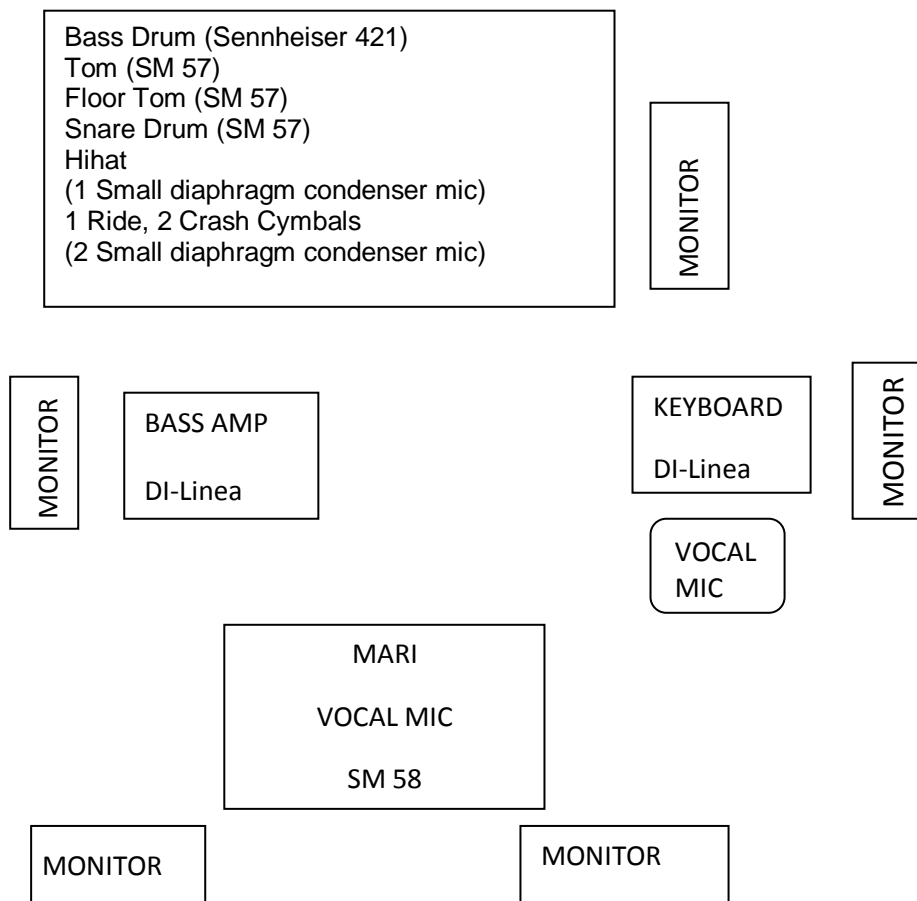 Bass Drum (Sennheiser 421)
Tom (SM 57)
Floor Tom (SM 57)
Snare Drum (SM 57)
Hihat
(1 Small diaphragm condenser mic)
1 Ride, 2 Crash Cymbals
(2 Small diaphragm condenser mic)
MONITOR
MONITOR
BASS AMP
DI-Linea
KEYBOARD
DI-Linea
MONITOR
VOCAL
MIC
MARI
VOCAL MIC
SM 58
MONITOR
MONITOR